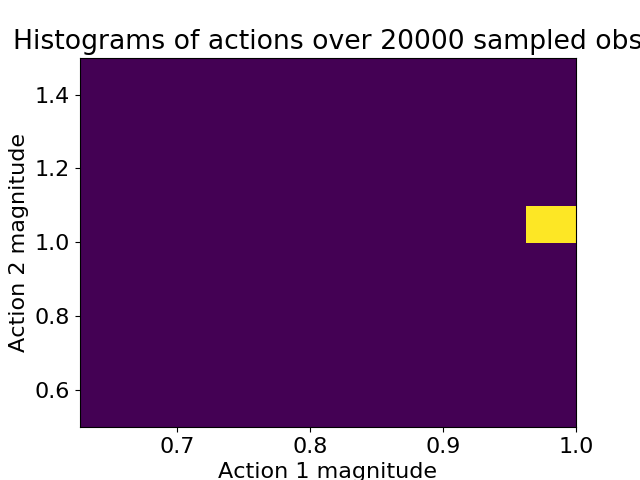 Histograms of actions over 20000 sampled obs
1.4
1.2
1.0
0.8
0.6
Action 2 magnitude
0.7 0.8 0.9 1.0
Action 1 magnitude